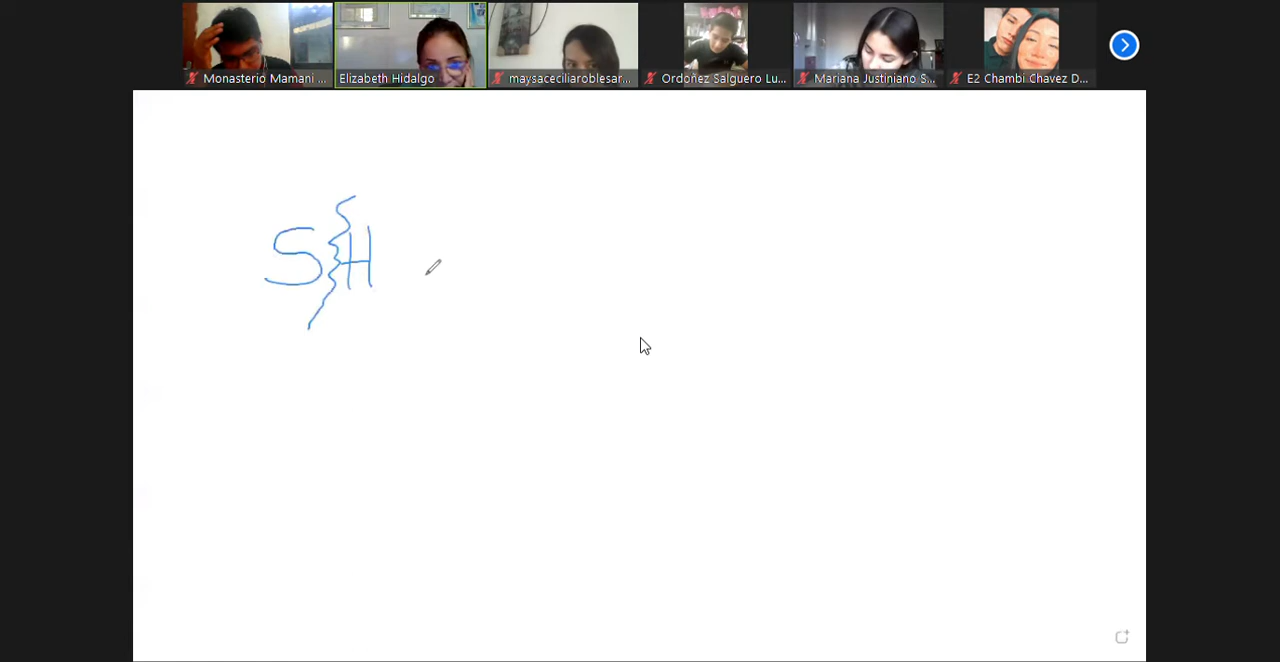 Monasterio Mamani ...
Elizabeth Hidalgo
maysaceciliaroblesar...
Ordoñez Salguero Lu...
Mariana Justiniano S...
E2 Chambi Chavez D...
S H